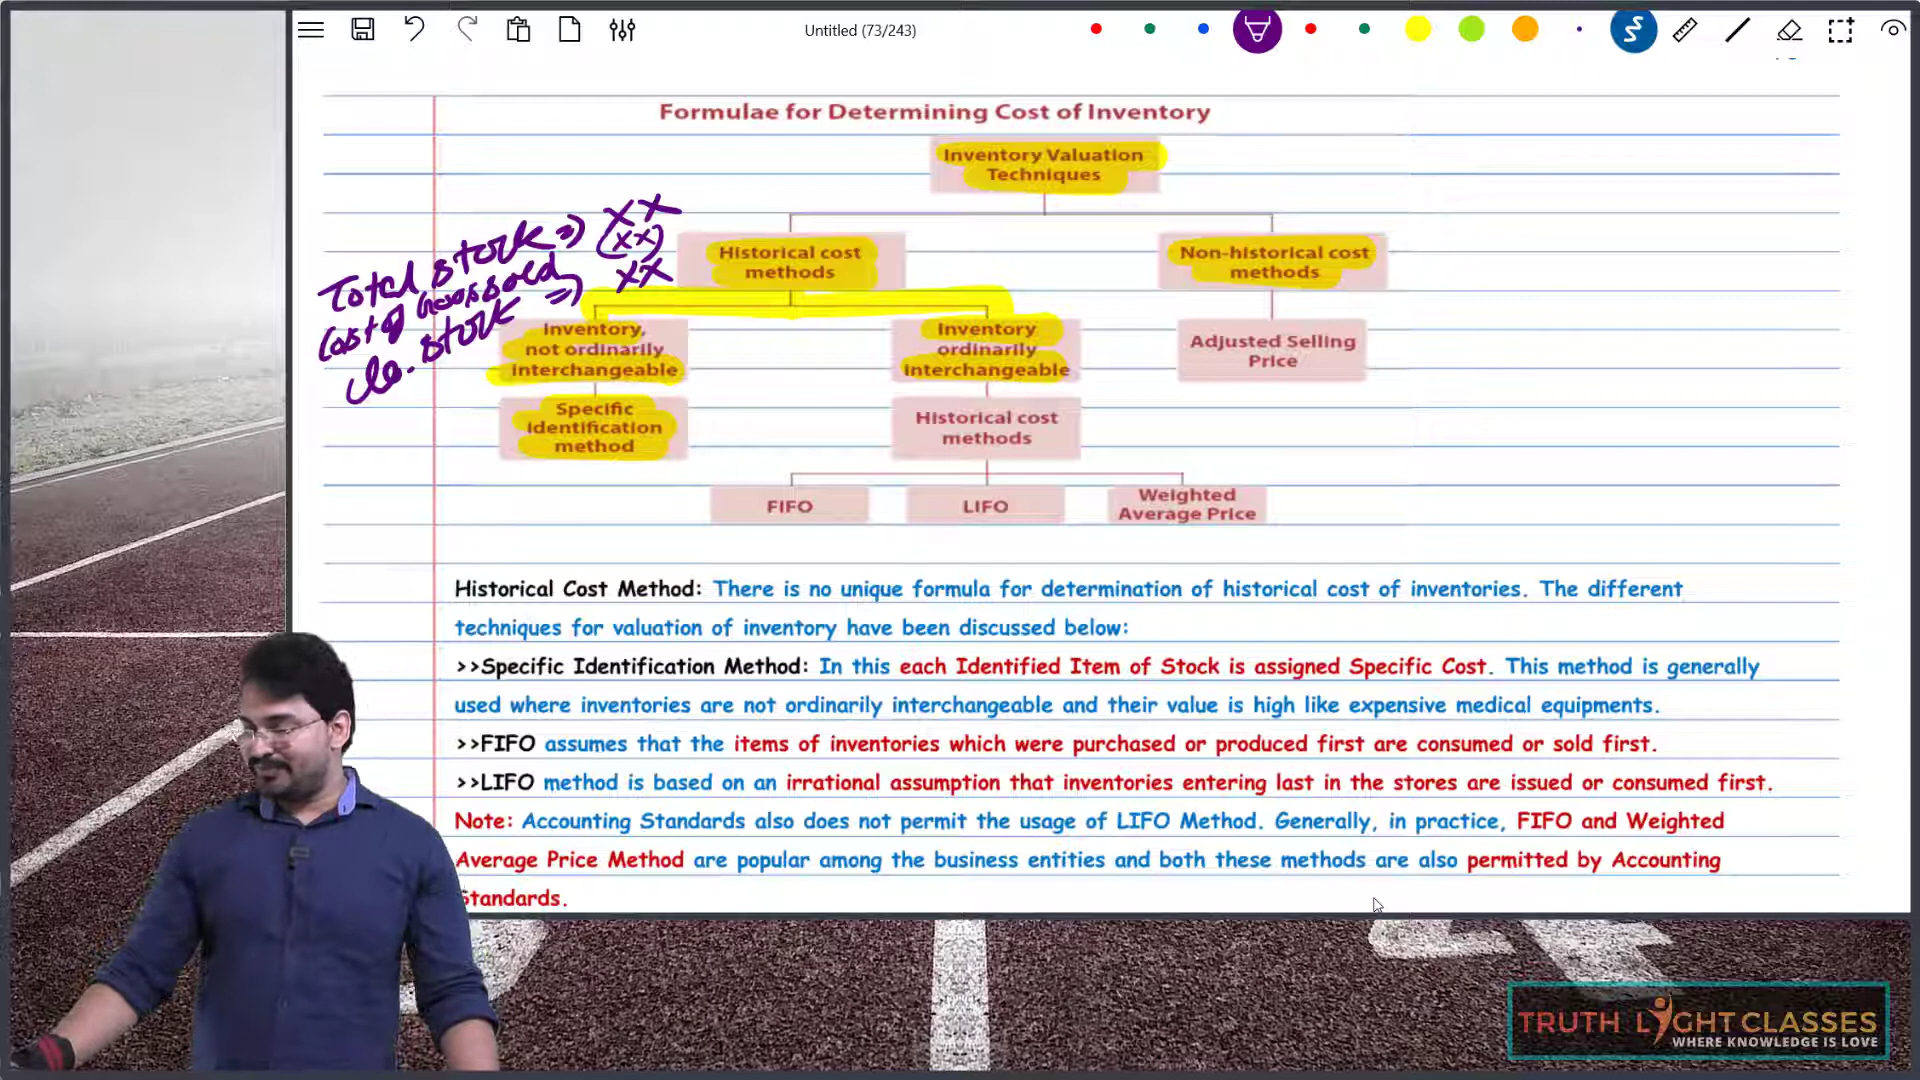 Untitled (73/243)
Formulae for Determining Cost of Inventory
Inventory Valuation
Techniques
Total stock => XX
Cost of Goods sold (XX)
Clo. stock => XX
Historical cost
methods
Non-historical cost
methods
Inventory,
not ordinarily
interchangeable
Inventory
ordinarily
interchangeable
Adjusted Selling
Price
Specific
identification
method
Historical cost
methods
FIFO
LIFO
Weighted
Average Price
Historical Cost Method: There is no unique formula for determination of historical cost of inventories. The different
techniques for valuation of inventory have been discussed below:
>>Specific Identification Method: In this each Identified Item of Stock is assigned Specific Cost. This method is generally
used where inventories are not ordinarily interchangeable and their value is high like expensive medical equipments.
>>FIFO assumes that the items of inventories which were purchased or produced first are consumed or sold first.
>>LIFO method is based on an irrational assumption that inventories entering last in the stores are issued or consumed first.
Note: Accounting Standards also does not permit the usage of LIFO Method. Generally, in practice, FIFO and Weighted
Average Price Method are popular among the business entities and both these methods are also permitted by Accounting
Standards.
TRUTH LIGHT CLASSES
WHERE KNOWLEDGE IS LOVE